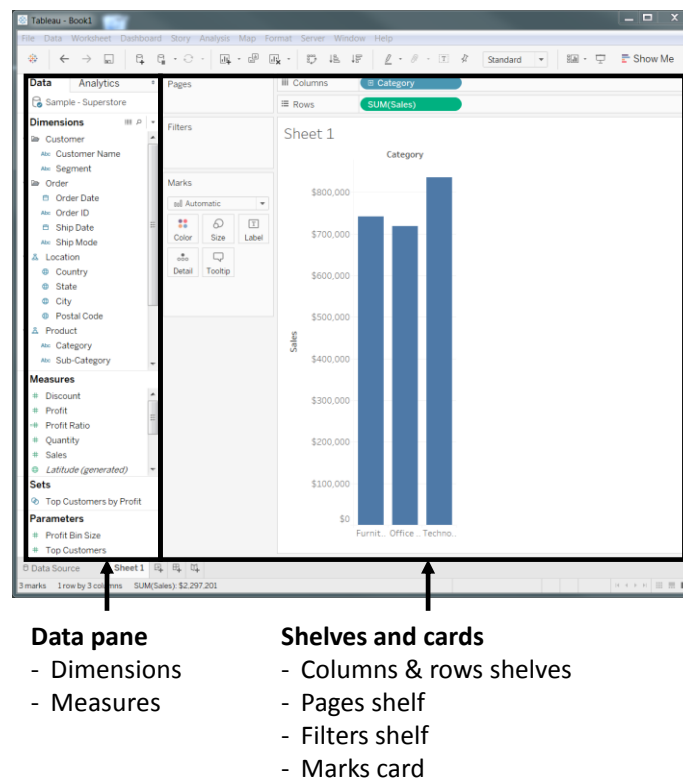 Tableau - Book1
File Data Worksheet Dashboard Story Analysis Map Format Server Window Help
Standard Show Me
Data Analytics
Sample - Superstore
Dimensions
Customer
Abc Customer Name
Abc Segment
Order
Order Date
Abc Order ID
Ship Date
Abc Ship Mode
Location
Country
State
City
Postal Code
Product
Abc Category
Abc Sub-Category
Measures
# Discount
# Profit
=# Profit Ratio
# Quantity
# Sales
Latitude (generated)
Sets
Top Customers by Profit
Parameters
# Profit Bin Size
# Top Customers
Pages
Filters
Marks
Automatic
Color Size Label
Detail Tooltip
Columns Category
Rows SUM(Sales)
Sheet 1
Category
Sales
$800,000
$700,000
$600,000
$500,000
$400,000
$300,000
$200,000
$100,000
$0
Furnit.. Office .. Techno..
Data Source Sheet 1
3 marks 1 row by 3 columns SUM(Sales): $2,297,201
Data pane
- Dimensions
- Measures
Shelves and cards
- Columns & rows shelves
- Pages shelf
- Filters shelf
- Marks card